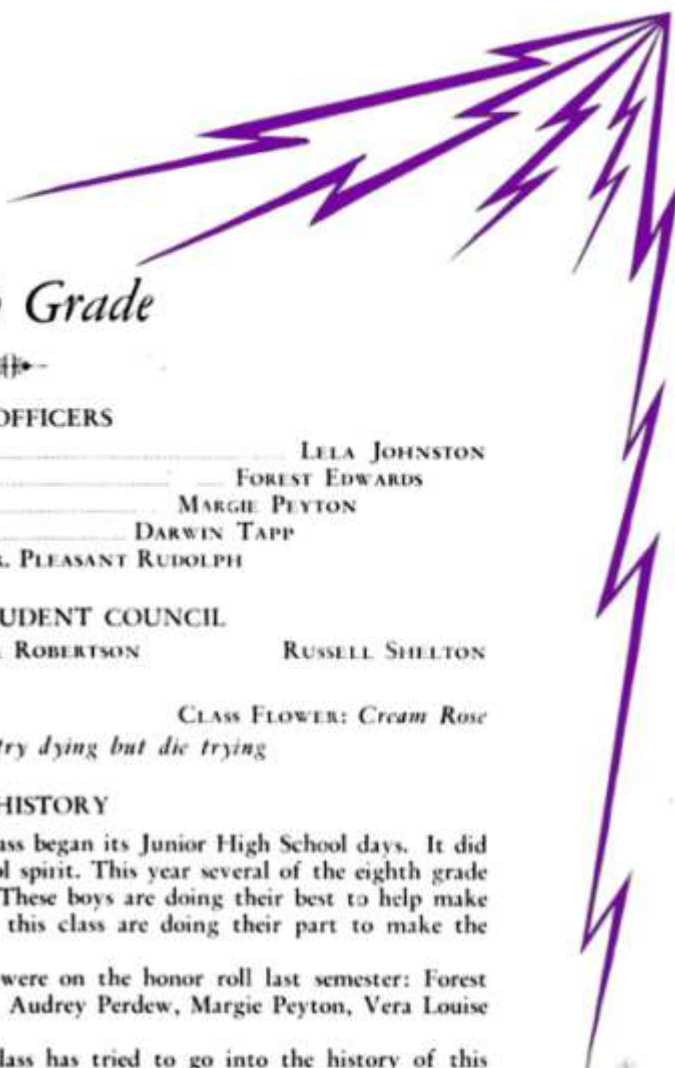 Grade
OFFICERS
LELA JOHNSTON
FOREST EDWARDS
MARGIE PEYTON
DARWIN TAPP
R. PLEASANT RUDOLPH
UDENT COUNCIL
ROBERTSON RUSSELL SHELTON
CLASS FLOWER: Cream Rose
try dying but die trying
HISTORY
ass began its Junior High School days. It did
ol spirit. This year several of the eighth grade
These boys are doing their best to help make
this class are doing their part to make the
were on the honor roll last semester: Forest
Audrey Perdew, Margie Peyton, Vera Louise
lass has tried to go into the history of this